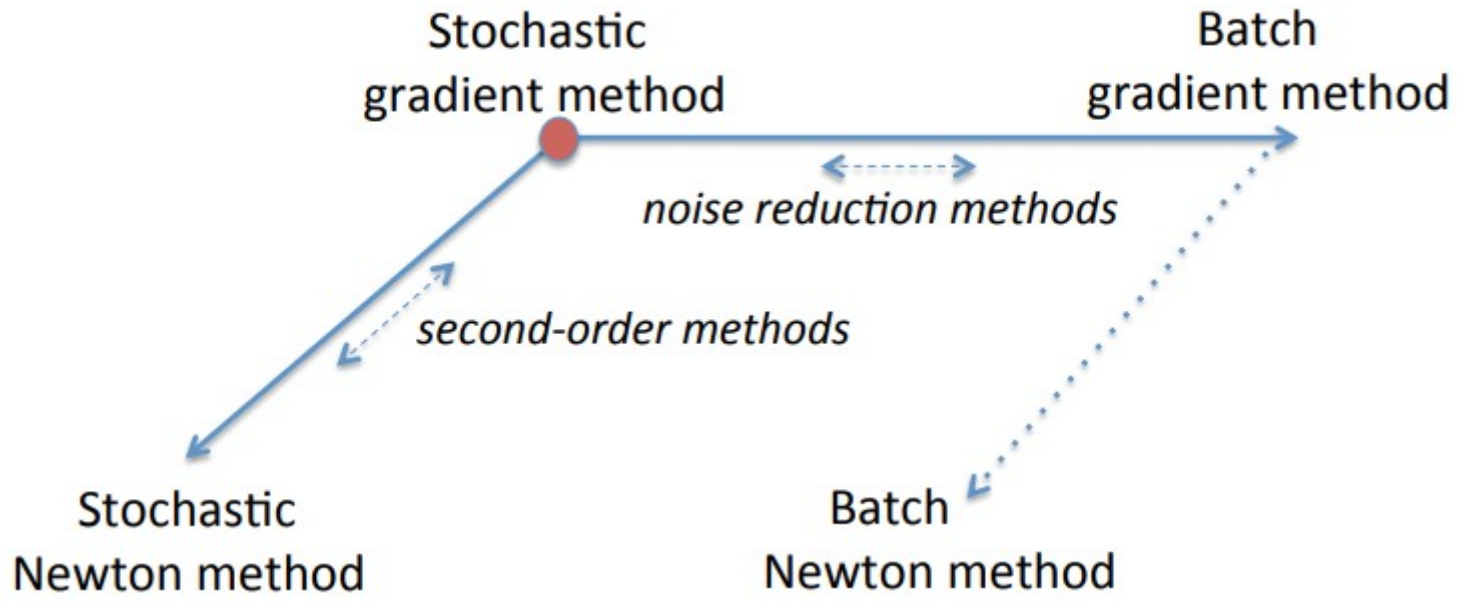 Stochastic
gradient method
Batch
gradient method
noise reduction methods
second-order methods
Stochastic
Newton method
Batch
Newton method